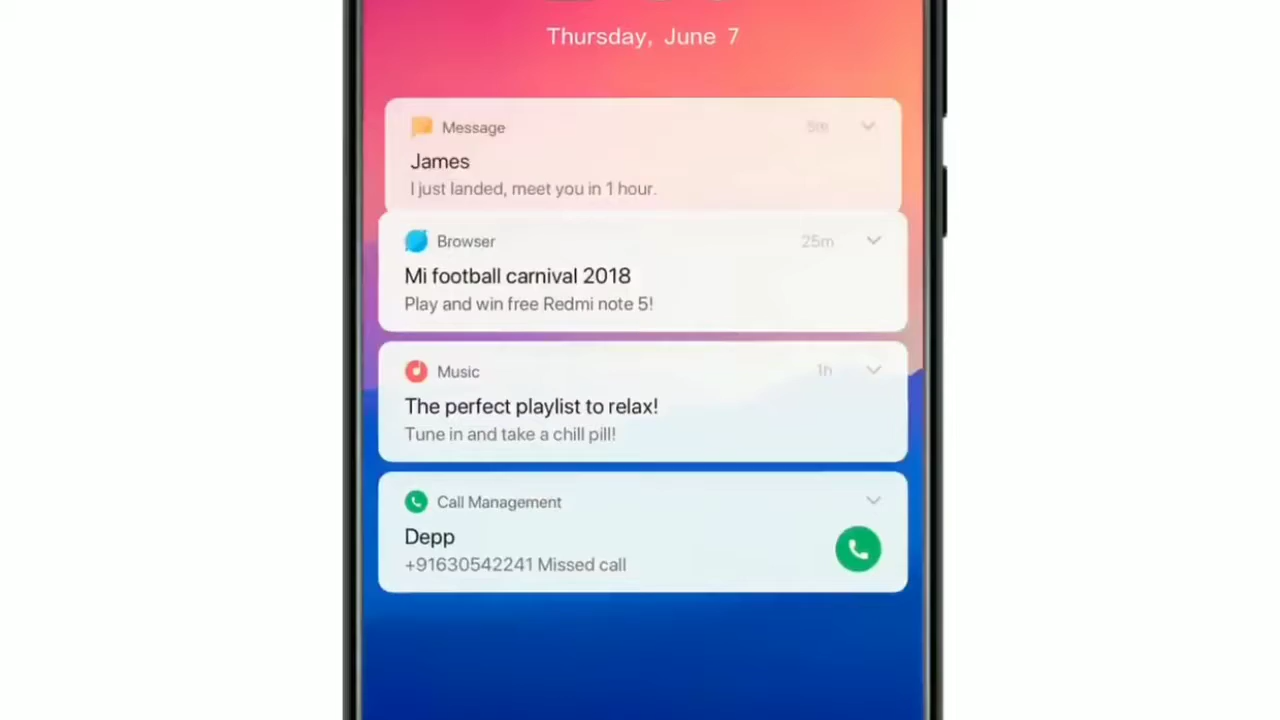 Thursday, June 7
Message 5m
James
I just landed, meet you in 1 hour.
Browser 25m
Mi football carnival 2018
Play and win free Redmi note 5!
Music 1h
The perfect playlist to relax!
Tune in and take a chill pill!
Call Management
Depp
+91630542241 Missed call